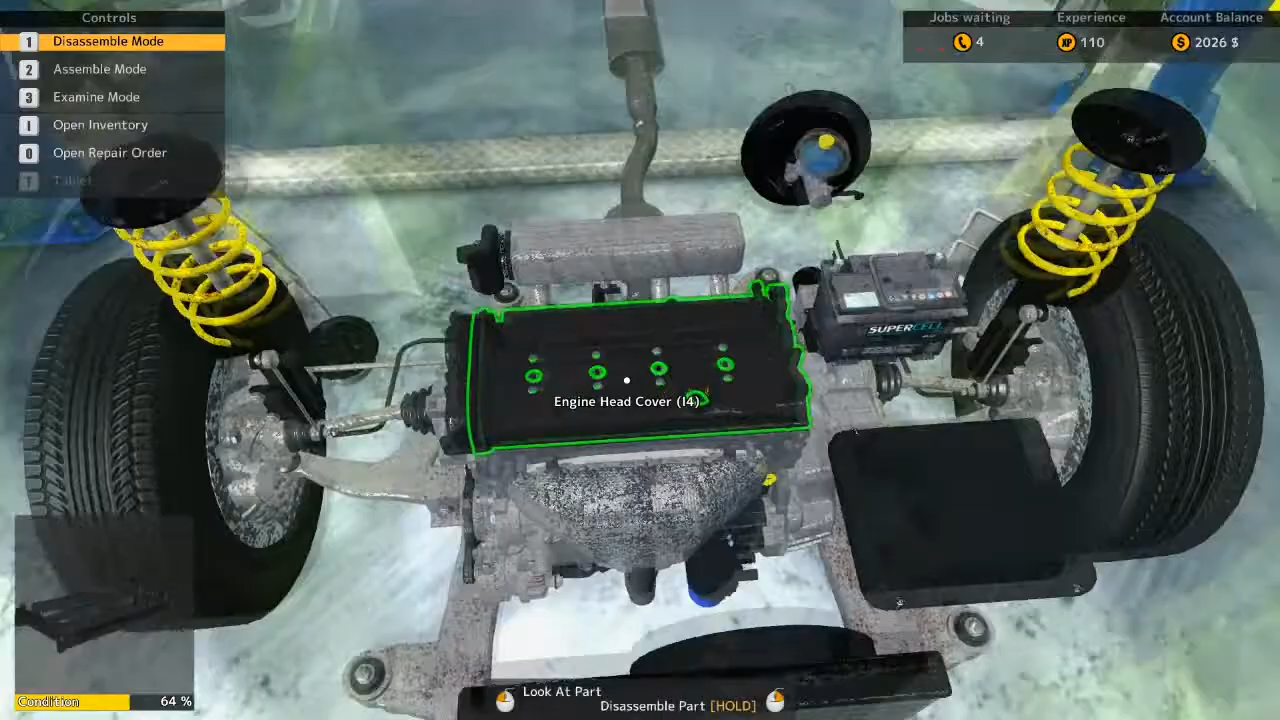 Controls
1 Disassemble Mode
2 Assemble Mode
3 Examine Mode
I Open Inventory
O Open Repair Order
T Tablet
Jobs waiting Experience Account Balance
4 XP 110 $ 2026 $
SUPERCELL
Engine Head Cover (I4)
Condition 64 %
Look At Part
Disassemble Part [HOLD]